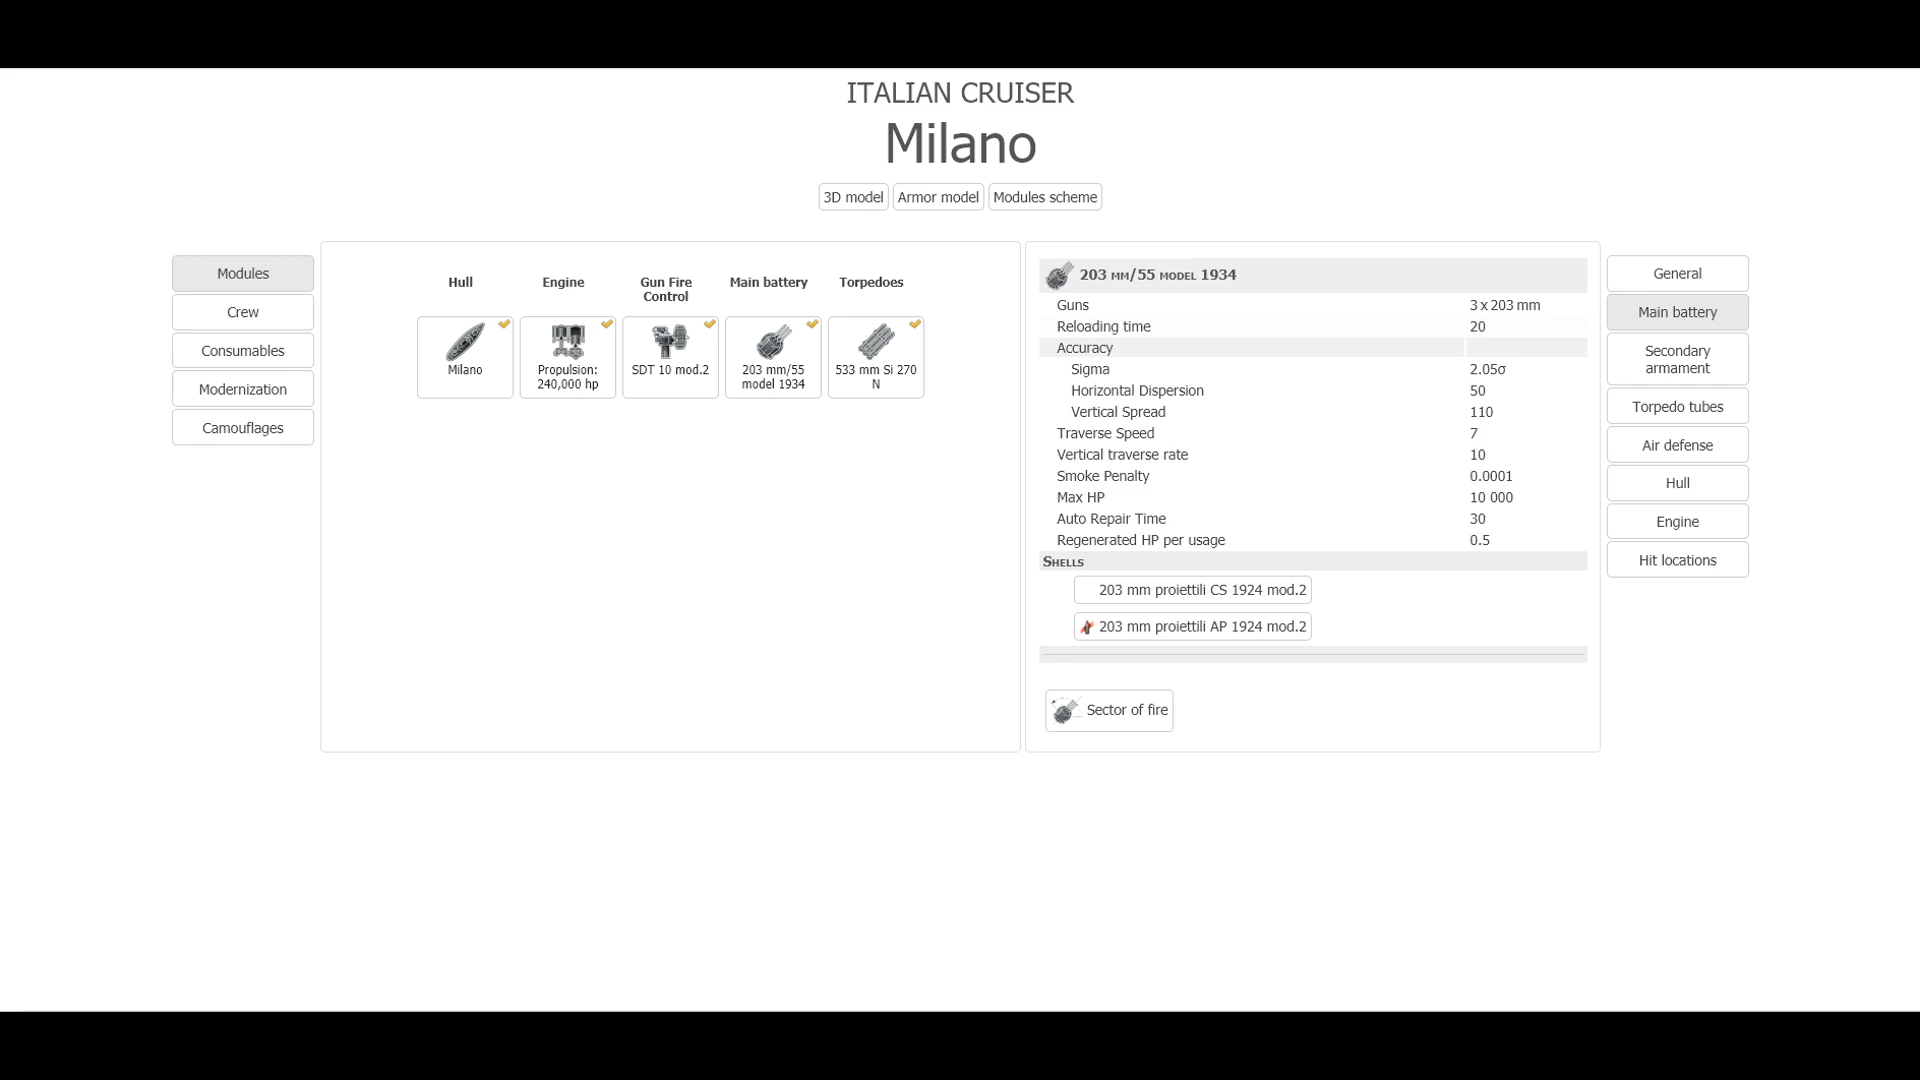 ITALIAN CRUISER
Milano
3D model
Armor model
Modules scheme
Modules
Crew
Consumables
Modernization
Camouflages
Hull
Engine
Gun Fire
Control
Main battery
Torpedoes
Milano
Propulsion:
240,000 hp
SDT 10 mod.2
203 mm/55
model 1934
533 mm Si 270
N
203 mm/55 model 1934
Guns 3 x 203 mm
Reloading time 20
Accuracy
Sigma 2.05σ
Horizontal Dispersion 50
Vertical Spread 110
Traverse Speed 7
Vertical traverse rate 10
Smoke Penalty 0.0001
Max HP 10 000
Auto Repair Time 30
Regenerated HP per usage 0.5
Shells
203 mm proiettili CS 1924 mod.2
203 mm proiettili AP 1924 mod.2
Sector of fire
General
Main battery
Secondary
armament
Torpedo tubes
Air defense
Hull
Engine
Hit locations